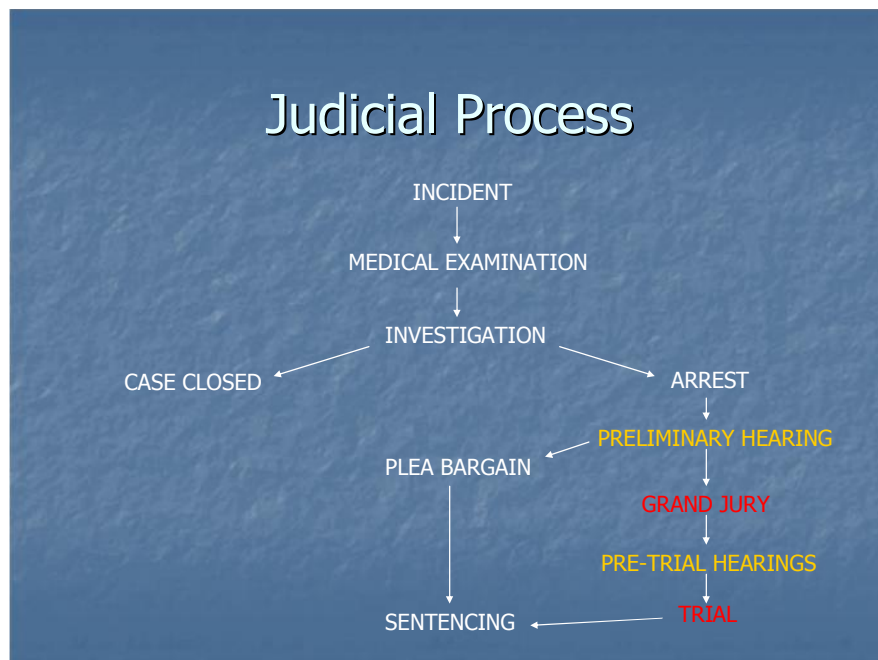 Judicial Process
INCIDENT
MEDICAL EXAMINATION
INVESTIGATION
CASE CLOSED
ARREST
PRELIMINARY HEARING
PLEA BARGAIN
GRAND JURY
PRE-TRIAL HEARINGS
TRIAL
SENTENCING